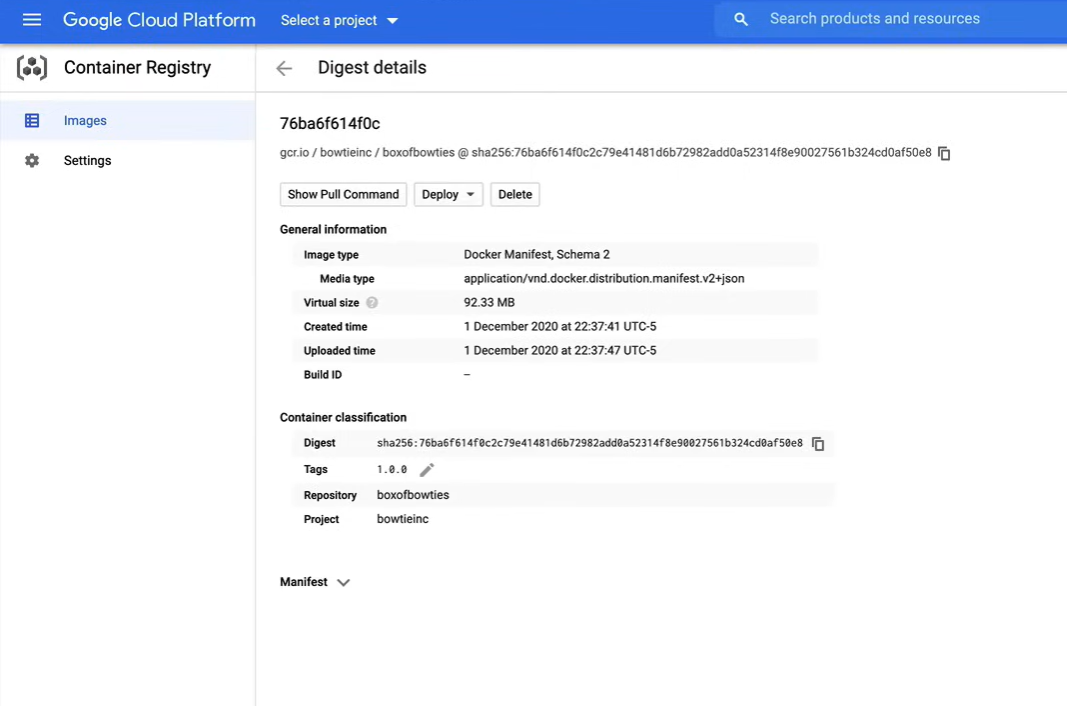 Google Cloud Platform Select a project Search products and resources
Container Registry Digest details
Images
Settings
76ba6f614f0c
gcr.io / bowtieinc / boxofbowties @ sha256:76ba6f614f0c2c79e41481d6b72982add0a52314f8e90027561b324cd0af50e8
Show Pull Command Deploy Delete
General information
Image type Docker Manifest, Schema 2
Media type application/vnd.docker.distribution.manifest.v2+json
Virtual size ? 92.33 MB
Created time 1 December 2020 at 22:37:41 UTC-5
Uploaded time 1 December 2020 at 22:37:47 UTC-5
Build ID –
Container classification
Digest sha256:76ba6f614f0c2c79e41481d6b72982add0a52314f8e90027561b324cd0af50e8
Tags 1.0.0
Repository boxofbowties
Project bowtieinc
Manifest